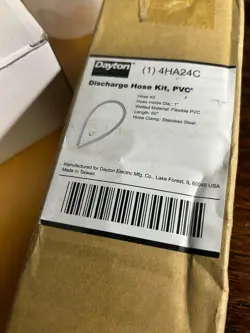 Dayton® (1) 4HA24C
Discharge Hose Kit, PVC
Hose Kit
Hose Inside Dia.: 1"
Wetted Material: Flexible PVC
Length: 60"
Hose Clamp: Stainless Steel
Manufactured for Dayton Electric Mfg. Co., Lake Forest, IL 60045 USA
Made in Taiwan